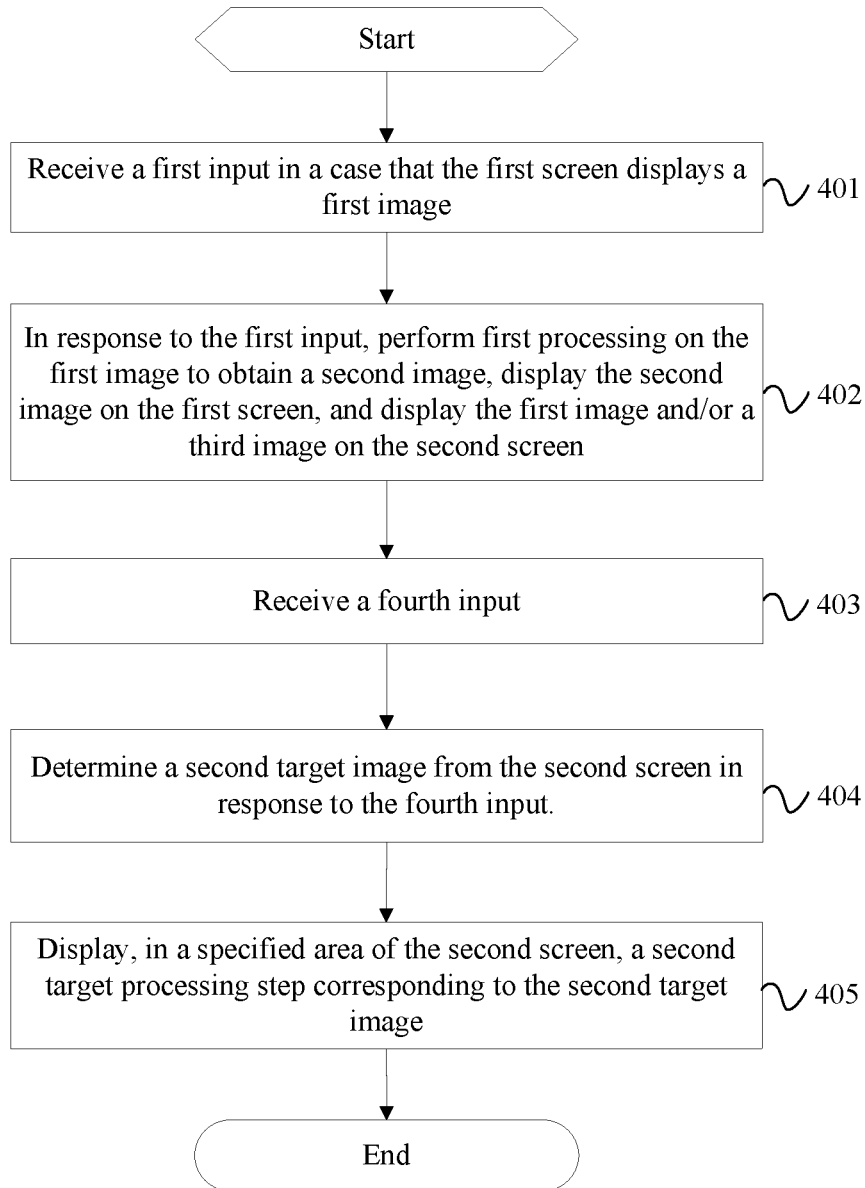 Start
Receive a first input in a case that the first screen displays a
first image
401
In response to the first input, perform first processing on the
first image to obtain a second image, display the second
image on the first screen, and display the first image and/or a
third image on the second screen
402
Receive a fourth input
403
Determine a second target image from the second screen in
response to the fourth input.
404
Display, in a specified area of the second screen, a second
target processing step corresponding to the second target
image
405
End